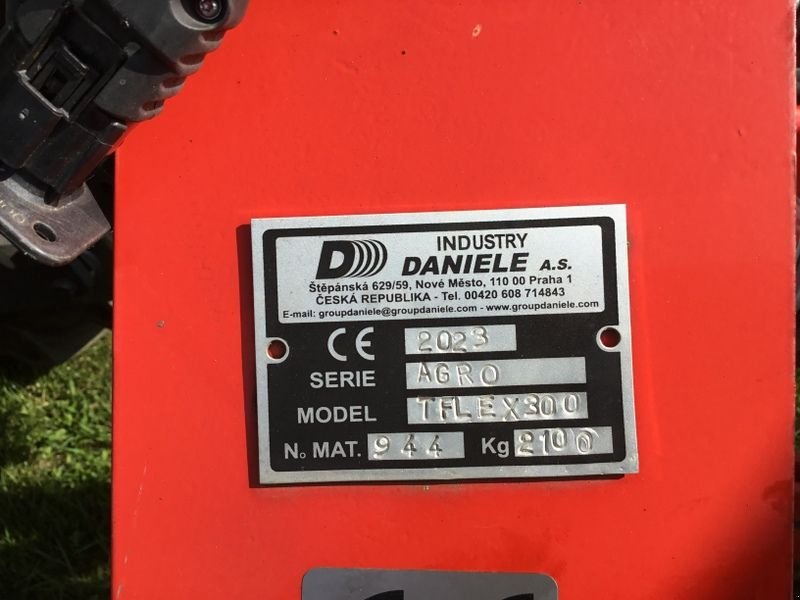 D
INDUSTRY
DANIELE A.S.
Štěpánská 629/59, Nové Město, 110 00 Praha 1
ČESKÁ REPUBLIKA - Tel. 00420 608 714843
E-mail: groupdaniele@groupdaniele.com - www.groupdaniele.com
CE 2023
SERIE AGRO
MODEL TFLEX300
No MAT. 944 Kg 2100